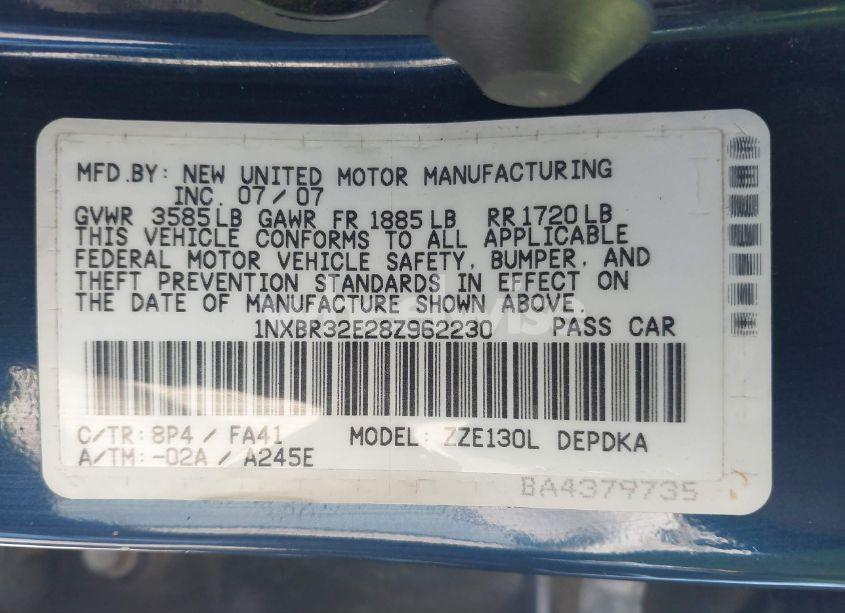 MFD.BY: NEW UNITED MOTOR MANUFACTURING
INC. 07/07
GVWR 3585LB GAWR FR 1885LB RR1720LB
THIS VEHICLE CONFORMS TO ALL APPLICABLE
FEDERAL MOTOR VEHICLE SAFETY, BUMPER, AND
THEFT PREVENTION STANDARDS IN EFFECT ON
THE DATE OF MANUFACTURE SHOWN ABOVE.
1NXBR32E28Z962230 PASS CAR
C/TR:8P4 / FA41 MODEL: ZZE130L DEPDKA
A/TM:-02A / A245E
BA4379735